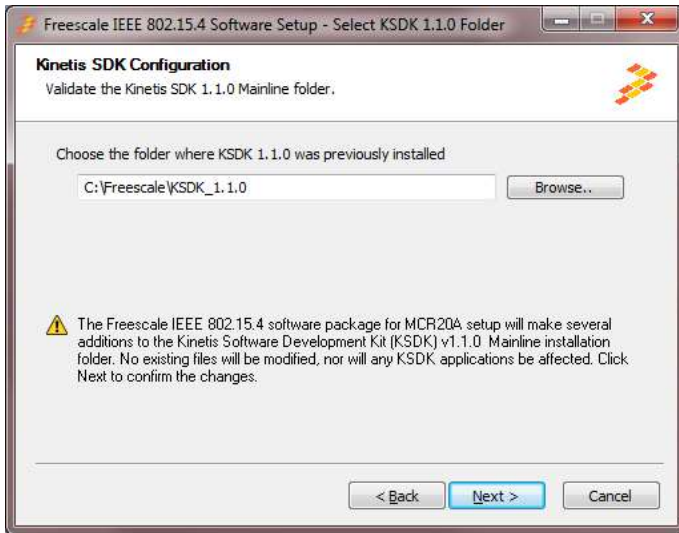 Freescale IEEE 802.15.4 Software Setup - Select KSDK 1.1.0 Folder
Kinetis SDK Configuration
Validate the Kinetis SDK 1.1.0 Mainline folder.
Choose the folder where KSDK 1.1.0 was previously installed
C:\Freescale\KSDK_1.1.0
Browse..
The Freescale IEEE 802.15.4 software package for MCR20A setup will make several
additions to the Kinetis Software Development Kit (KSDK) v1.1.0 Mainline installation
folder. No existing files will be modified, nor will any KSDK applications be affected. Click
Next to confirm the changes.
< Back
Next >
Cancel